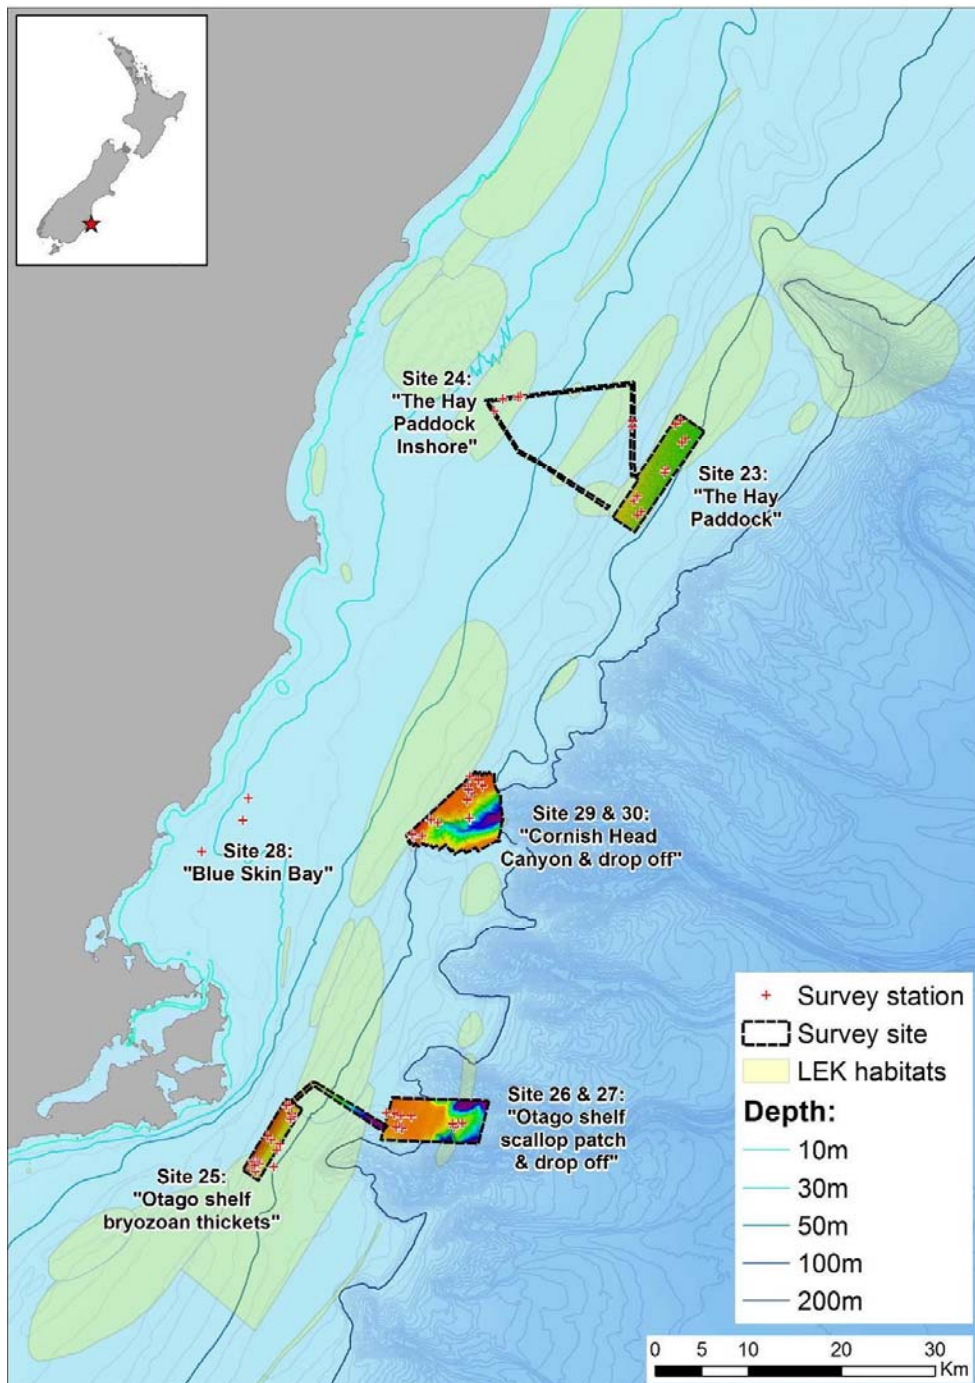 Site 24:
"The Hay
Paddock
Inshore"
Site 23:
"The Hay
Paddock"
Site 29 & 30:
"Cornish Head
Canyon & drop off"
Site 28:
"Blue Skin Bay"
Site 26 & 27:
"Otago shelf
scallop patch
& drop off"
Site 25:
"Otago shelf
bryozoan thickets"
Survey station
Survey site
LEK habitats
Depth:
10m
30m
50m
100m
200m
0 5 10 20 30
Km